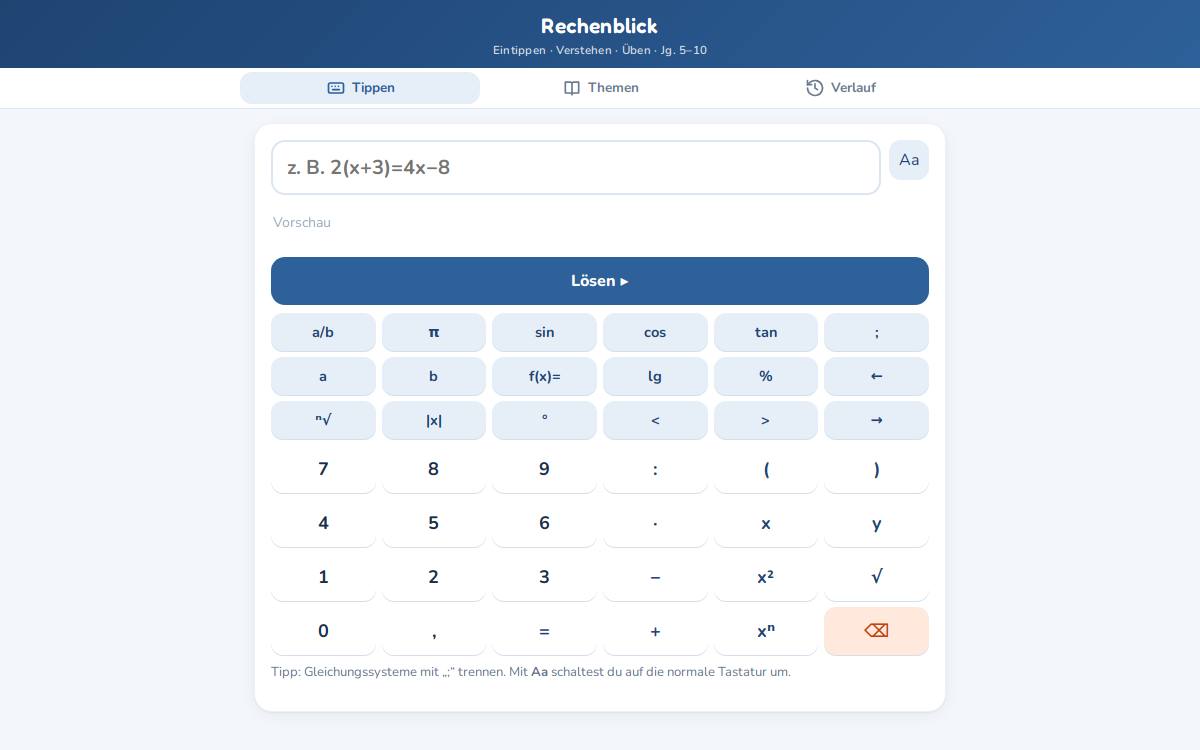 Rechenblick
Eintippen · Verstehen · Üben · Jg. 5–10
Tippen
Themen
Verlauf
z. B. 2(x+3)=4x−8
Aa
Vorschau
Lösen ▸
a/b π sin cos tan ;
a b f(x)= lg % ←
ⁿ√ |x| ° < > →
7 8 9 : ( )
4 5 6 · x y
1 2 3 − x² √
0 , = + xⁿ ⌫
Tipp: Gleichungssysteme mit „;“ trennen. Mit Aa schaltest du auf die normale Tastatur um.